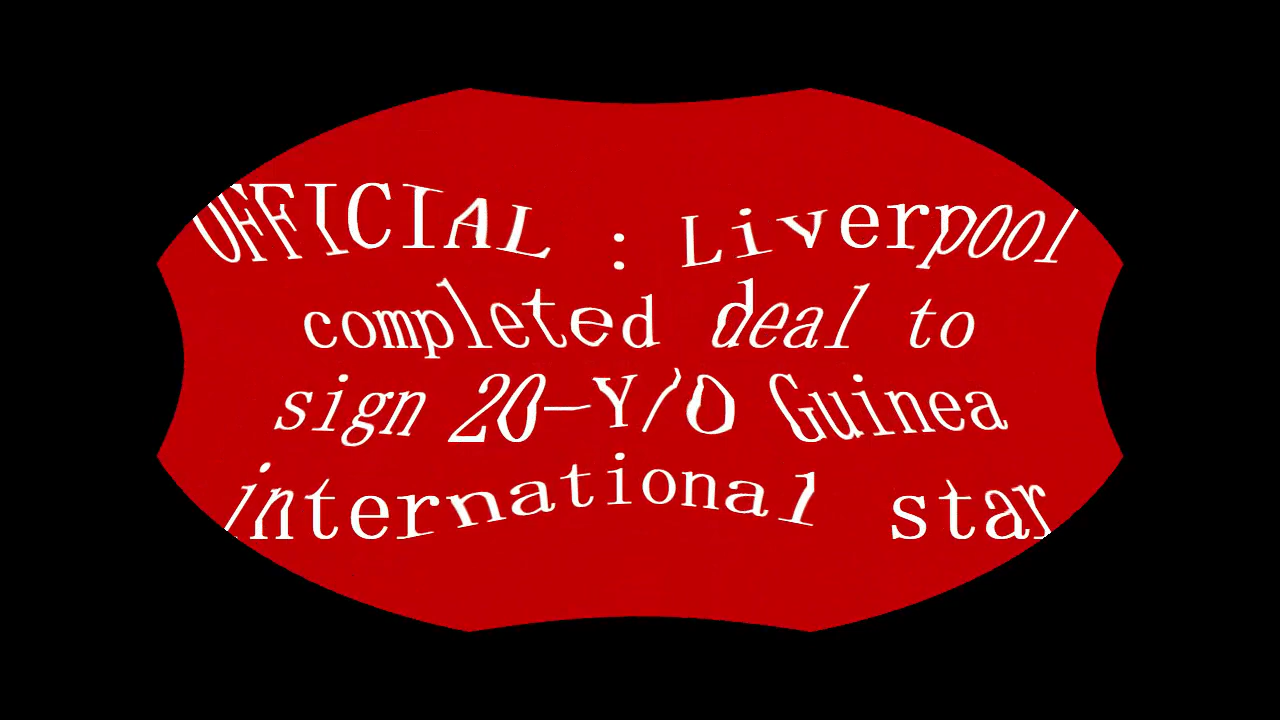 OFFICIAL : Liverpool
completed deal to
sign 20-Y/O Guinea
international star